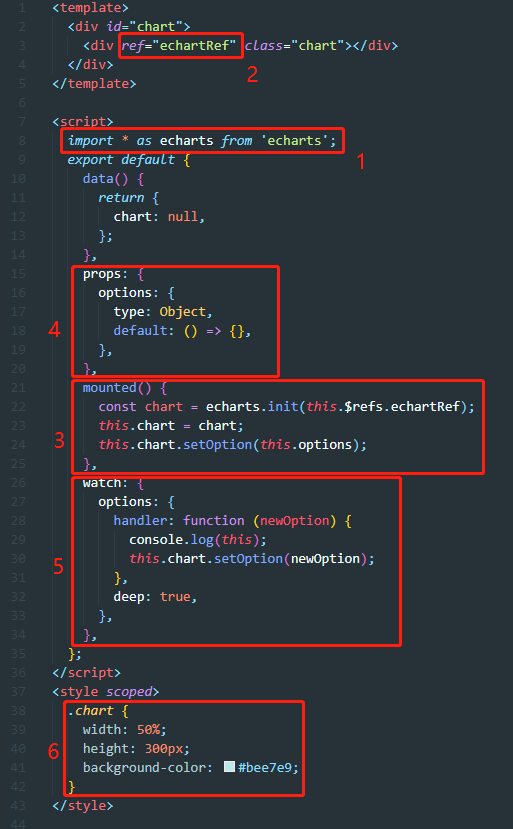 1 <template>
2   <div id="chart">
3     <div ref="echartRef" class="chart"></div>
4   </div>
2
5 </template>
6
7 <script>
8   import * as echarts from 'echarts';
1
9   export default {
10     data() {
11       return {
12         chart: null,
13       };
14     },
15     props: {
16       options: {
17         type: Object,
4
18         default: () => {},
19       },
20     },
21     mounted() {
22       const chart = echarts.init(this.$refs.echartRef);
23       this.chart = chart;
3
24       this.chart.setOption(this.options);
25     },
26     watch: {
27       options: {
28         handler: function (newOption) {
29           console.log(this);
30           this.chart.setOption(newOption);
5
31         },
32         deep: true,
33       },
34     },
35   };
36 </script>
37 <style scoped>
38   .chart {
39     width: 50%;
40     height: 300px;
6
41     background-color: #bee7e9;
42   }
43 </style>
44